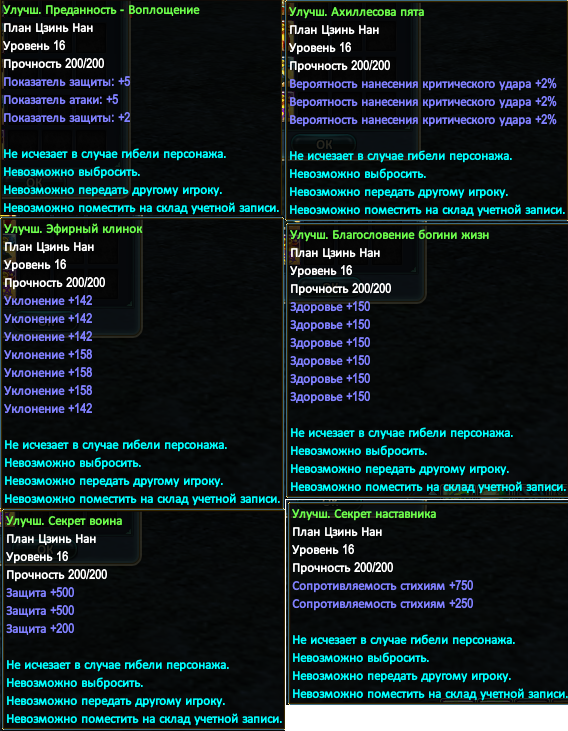 Улучш. Преданность - Воплощение
План Цзинь Нан
Уровень 16
Прочность 200/200
Показатель защиты: +5
Показатель атаки: +5
Показатель защиты: +2
Не исчезает в случае гибели персонажа.
Невозможно выбросить.
Невозможно передать другому игроку.
Невозможно поместить на склад учетной записи.
Улучш. Ахиллесова пята
План Цзинь Нан
Уровень 16
Прочность 200/200
Вероятность нанесения критического удара +2%
Вероятность нанесения критического удара +2%
Вероятность нанесения критического удара +2%
OK
Не исчезает в случае гибели персонажа.
Невозможно выбросить.
Невозможно передать другому игроку.
Невозможно поместить на склад учетной записи.
Улучш. Эфирный клинок
План Цзинь Нан
Уровень 16
Прочность 200/200
Уклонение +142
Уклонение +142
Уклонение +142
Уклонение +158
Уклонение +158
Уклонение +158
Уклонение +142
Не исчезает в случае гибели персонажа.
Невозможно выбросить.
Невозможно передать другому игроку.
Невозможно поместить на склад учетной записи.
Улучш. Благословение богини жизн
План Цзинь Нан
Уровень 16
Прочность 200/200
Здоровье +150
Здоровье +150
Здоровье +150
Здоровье +150
Здоровье +150
Здоровье +150
Не исчезает в случае гибели персонажа.
Невозможно выбросить.
Невозможно передать другому игроку.
Невозможно поместить на склад учетной записи.
Улучш. Секрет воина
План Цзинь Нан
Уровень 16
Прочность 200/200
Защита +500
Защита +500
Защита +200
Не исчезает в случае гибели персонажа.
Невозможно выбросить.
Невозможно передать другому игроку.
Невозможно поместить на склад учетной записи.
Улучш. Секрет наставника
План Цзинь Нан
Уровень 16
Прочность 200/200
Сопротивляемость стихиям +750
Сопротивляемость стихиям +250
Не исчезает в случае гибели персонажа.
Невозможно выбросить.
Невозможно передать другому игроку.
Невозможно поместить на склад учетной записи.